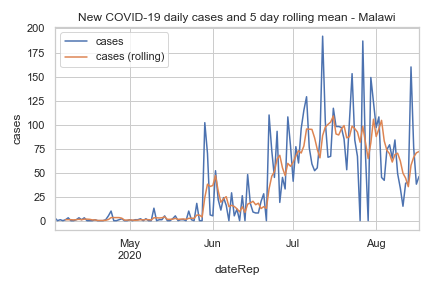 New COVID-19 daily cases and 5 day rolling mean - Malawi
cases
cases (rolling)
200
175
150
125
100
75
50
25
0
cases
May
2020
Jun
Jul
Aug
dateRep